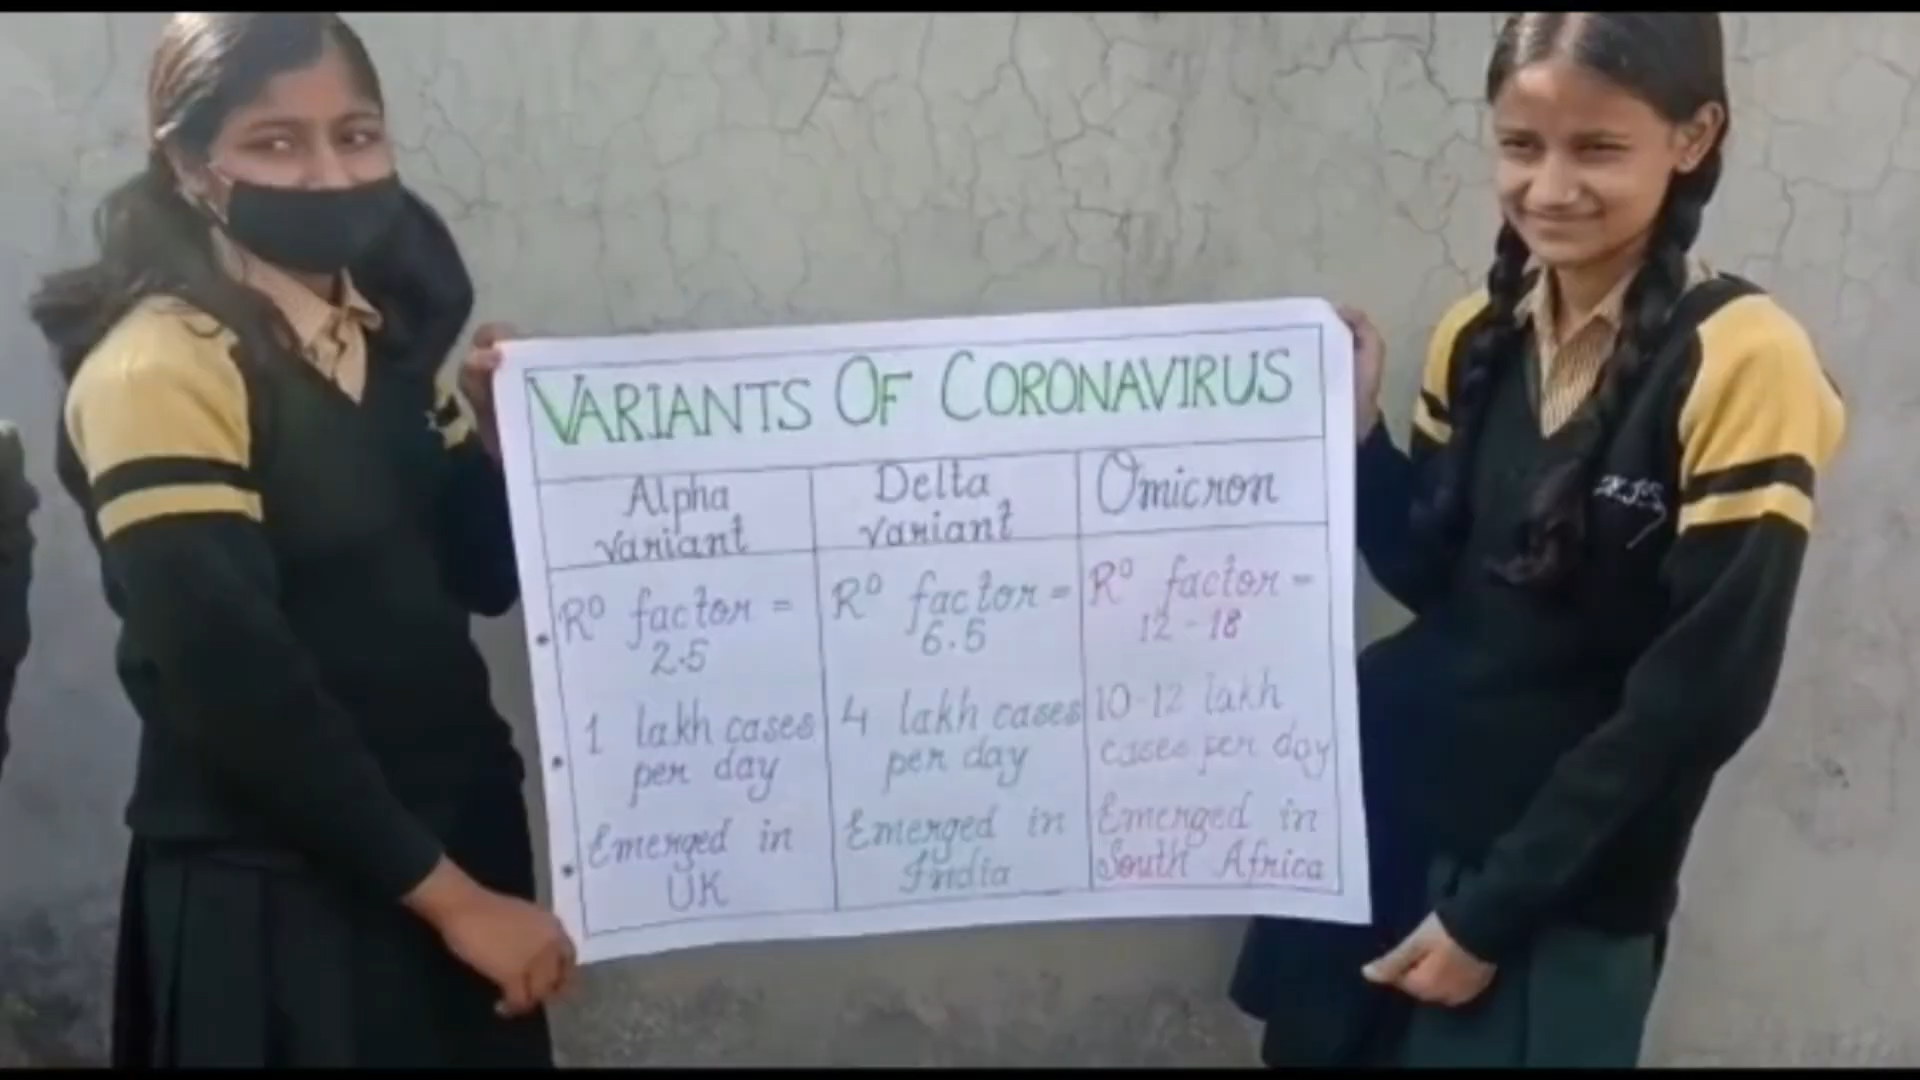 VARIANTS OF CORONAVIRUS
Alpha
variant
Delta
variant
Omicron
R⁰ factor =
2.5
R⁰ factor =
6.5
R⁰ factor =
12 - 18
1 lakh cases
per day
4 lakh cases
per day
10-12 lakh
cases per day
Emerged in
UK
Emerged in
India
Emerged in
South Africa